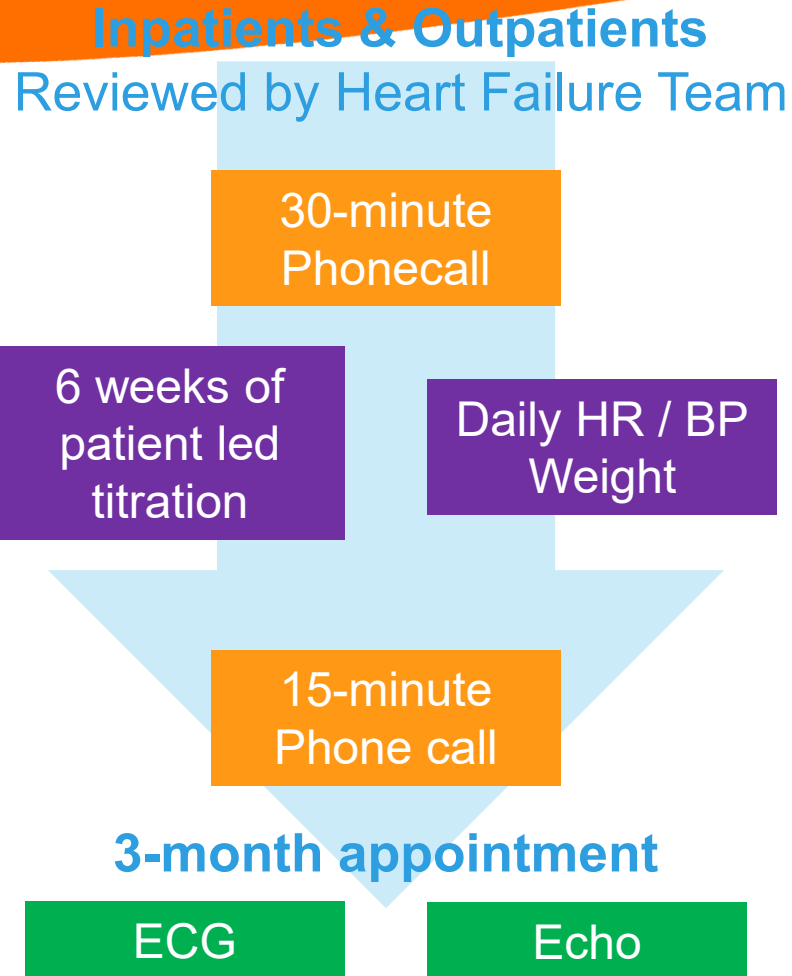 Inpatients & Outpatients
Reviewed by Heart Failure Team
30-minute
Phonecall
6 weeks of
patient led
titration
Daily HR / BP
Weight
15-minute
Phone call
3-month appointment
ECG
Echo